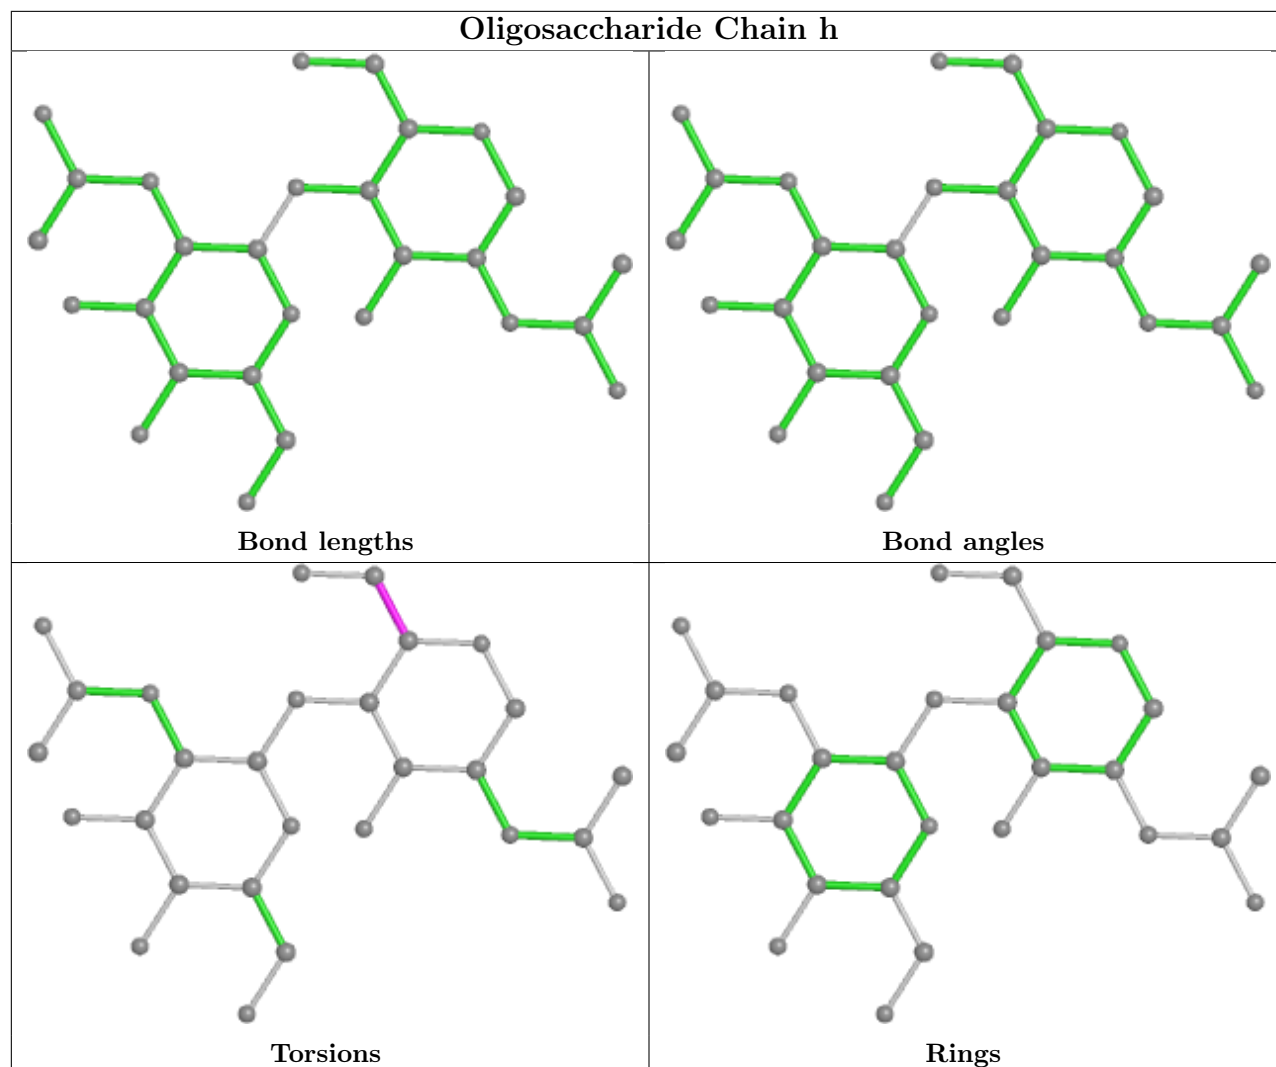 Oligosaccharide Chain h
Bond lengths
Bond angles
Torsions
Rings